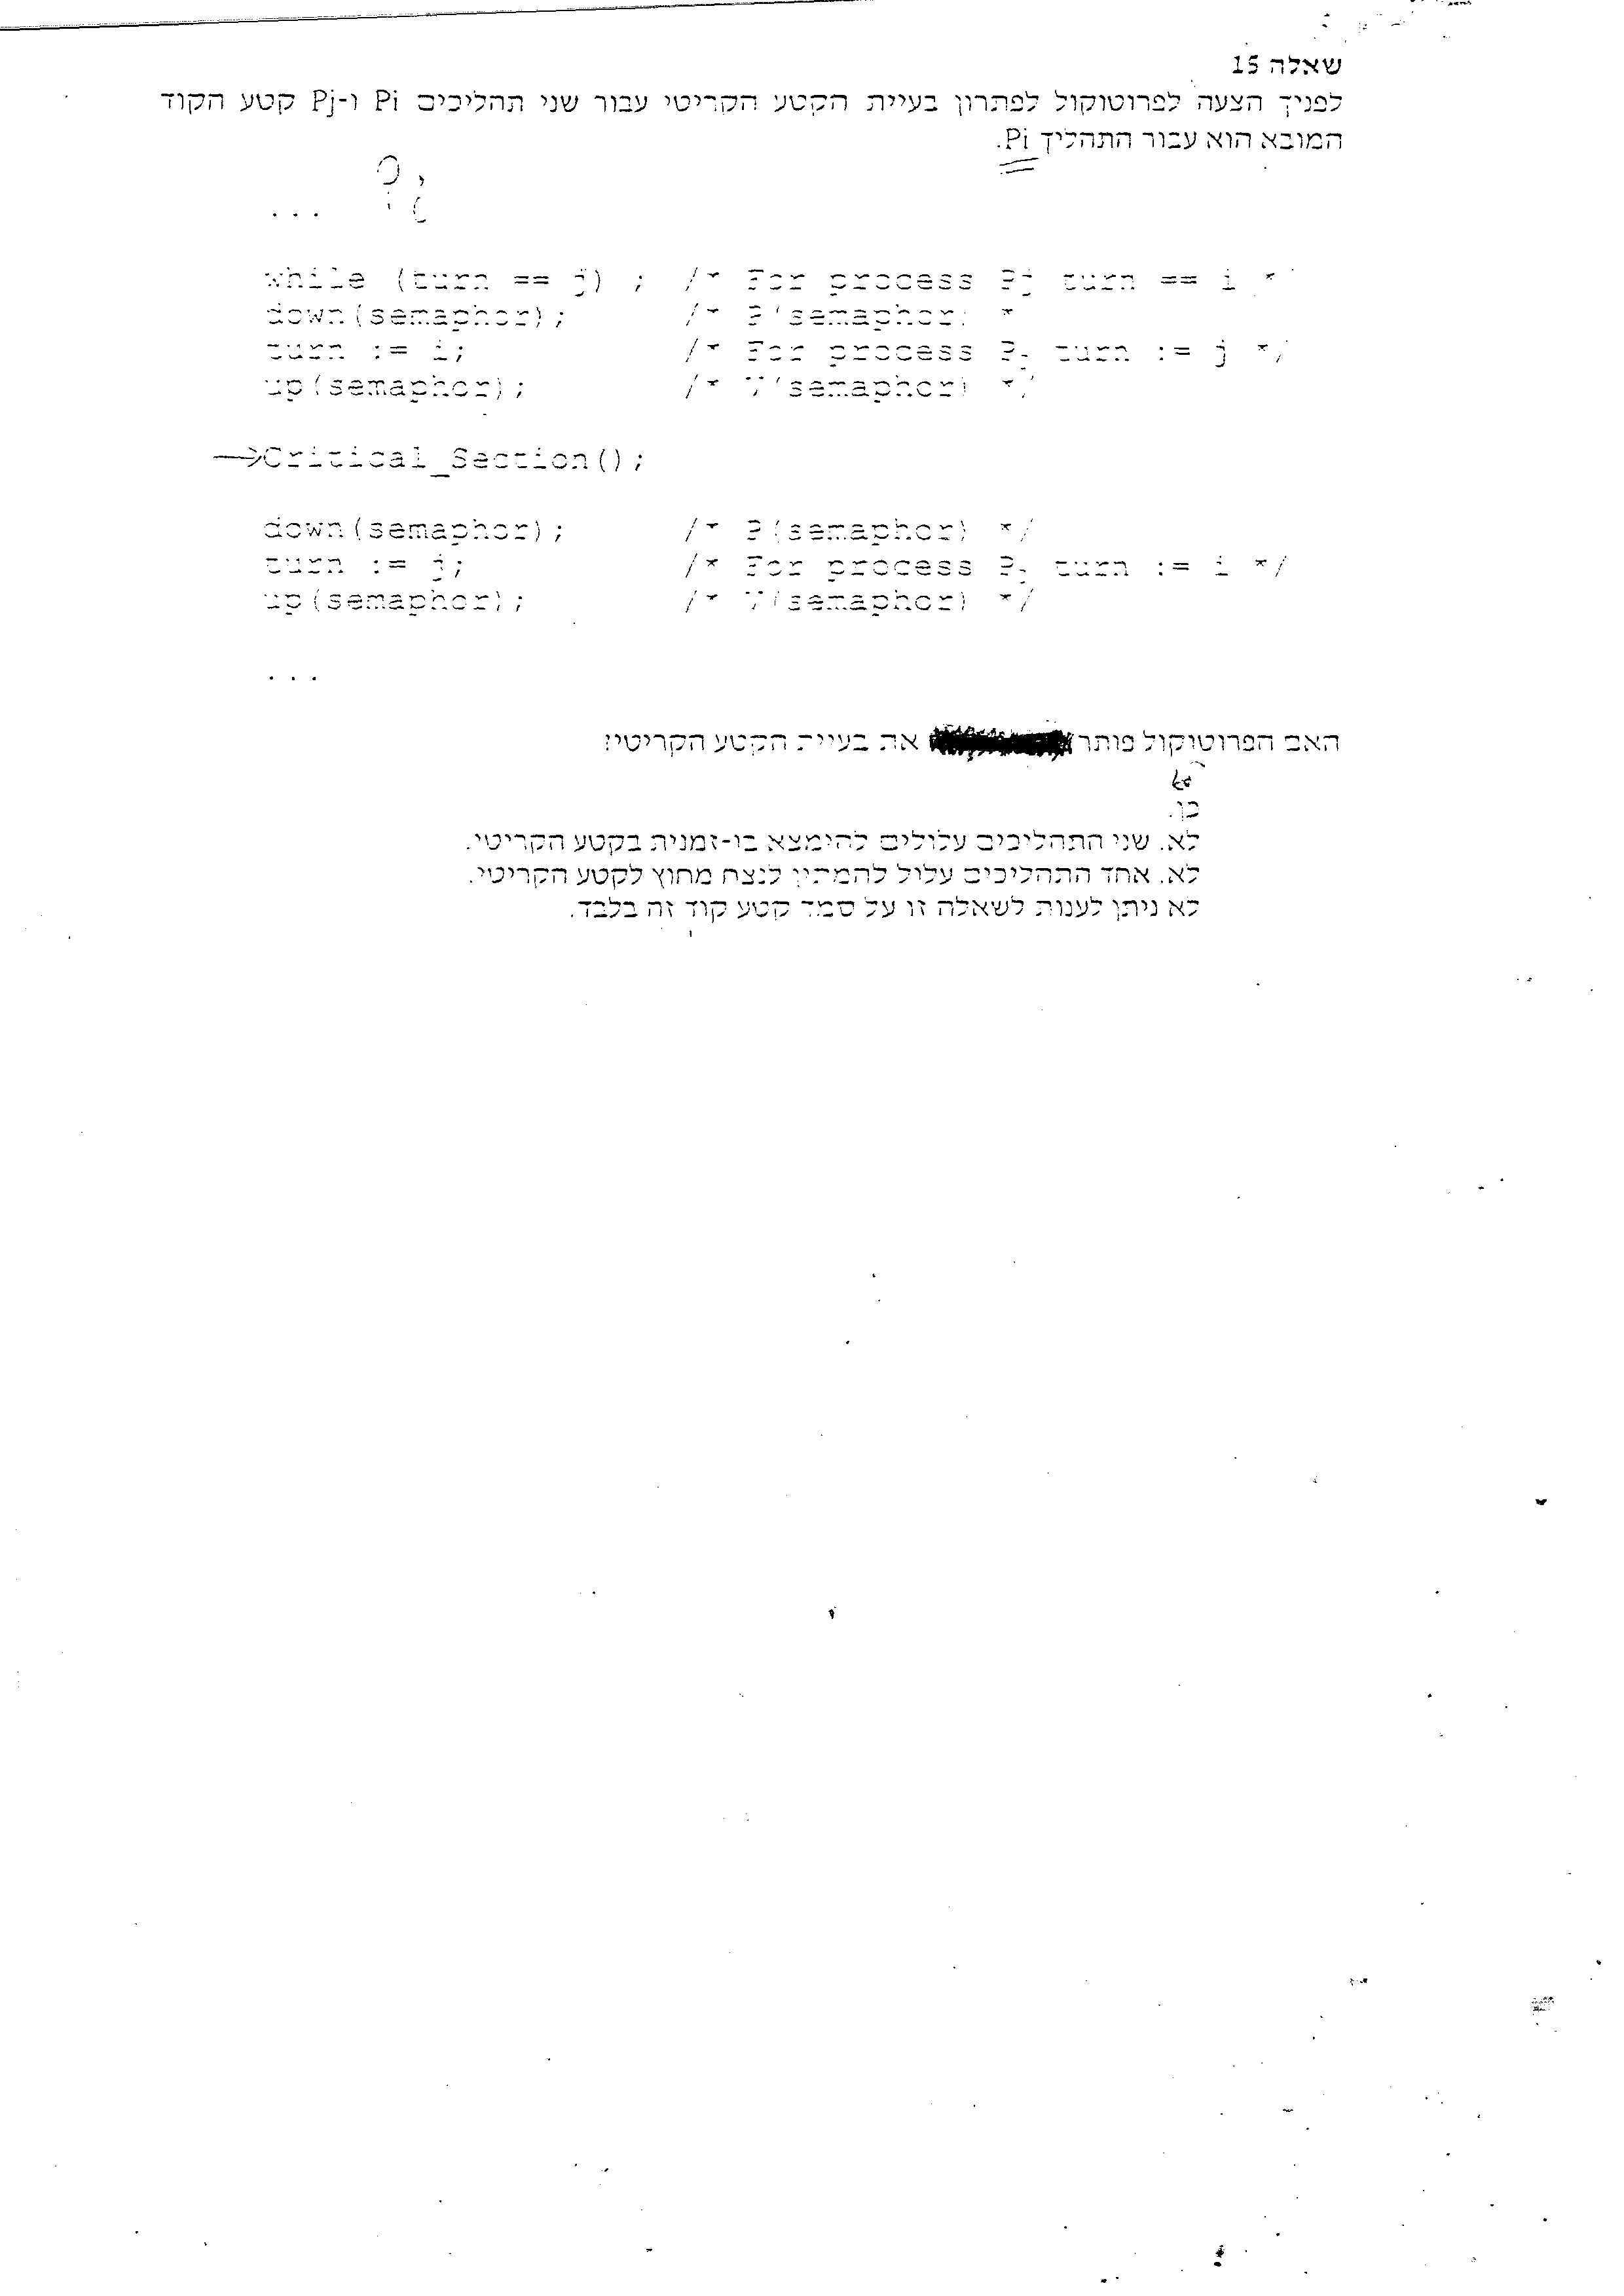 שאלה 15
לפניך הצעה לפרוטוקול לפתרון בעיית הקטע הקריטי עבור שני תהליכים Pi ו-Pj קטע הקוד
המובא הוא עבור התהליך Pi.
...
while (turn == j) ; /* For process Pj turn == i *
down(semaphor); /* P(semaphor) *
turn := i; /* For process Pj turn := j */
up(semaphor); /* V(semaphor) */
→Critical_Section();
down(semaphor); /* P(semaphor) */
turn := j; /* For process Pj turn := i */
up(semaphor); /* V(semaphor) */
...
האם הפרוטוקול פותר את בעיית הקטע הקריטי?
כן.
לא. שני התהליכים עלולים להימצא בו-זמנית בקטע הקריטי.
לא. אחד התהליכים עלול להמתין לנצח מחוץ לקטע הקריטי.
לא ניתן לענות לשאלה זו על סמך קטע קוד זה בלבד.